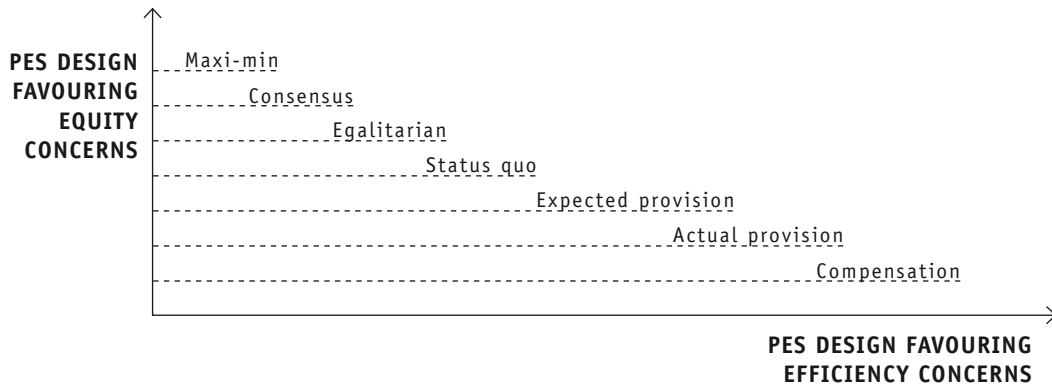 PES DESIGN
FAVOURING
EQUITY
CONCERNS
Maxi-min
Consensus
Egalitarian
Status quo
Expected provision
Actual provision
Compensation
PES DESIGN FAVOURING
EFFICIENCY CONCERNS